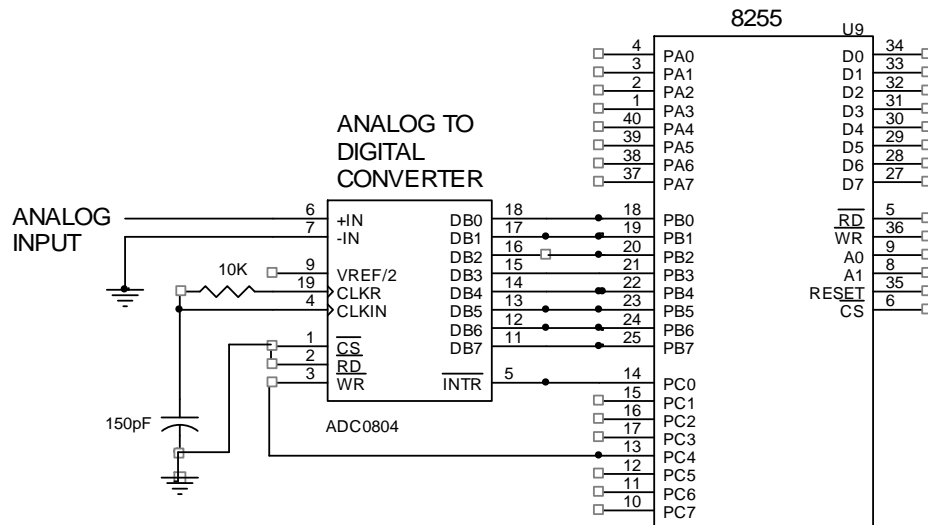 8255
U9
4 PA0 D0 34
3 PA1 D1 33
2 PA2 D2 32
1 PA3 D3 31
40 PA4 D4 30
39 PA5 D5 29
38 PA6 D6 28
37 PA7 D7 27
ANALOG TO
DIGITAL
CONVERTER
ANALOG
INPUT
6 +IN DB0 18 18 PB0 RD 5
7 -IN DB1 17 19 PB1 WR 36
DB2 16 20 PB2 A0 9
9 VREF/2 DB3 15 21 PB3 A1 8
10K
19 CLKR DB4 14 22 PB4 RESET 35
4 CLKIN DB5 13 23 PB5 CS 6
DB6 12 24 PB6
1 CS DB7 11 25 PB7
2 RD
3 WR INTR 5 14 PC0
15 PC1
16 PC2
17 PC3
150pF
ADC0804
13 PC4
12 PC5
11 PC6
10 PC7